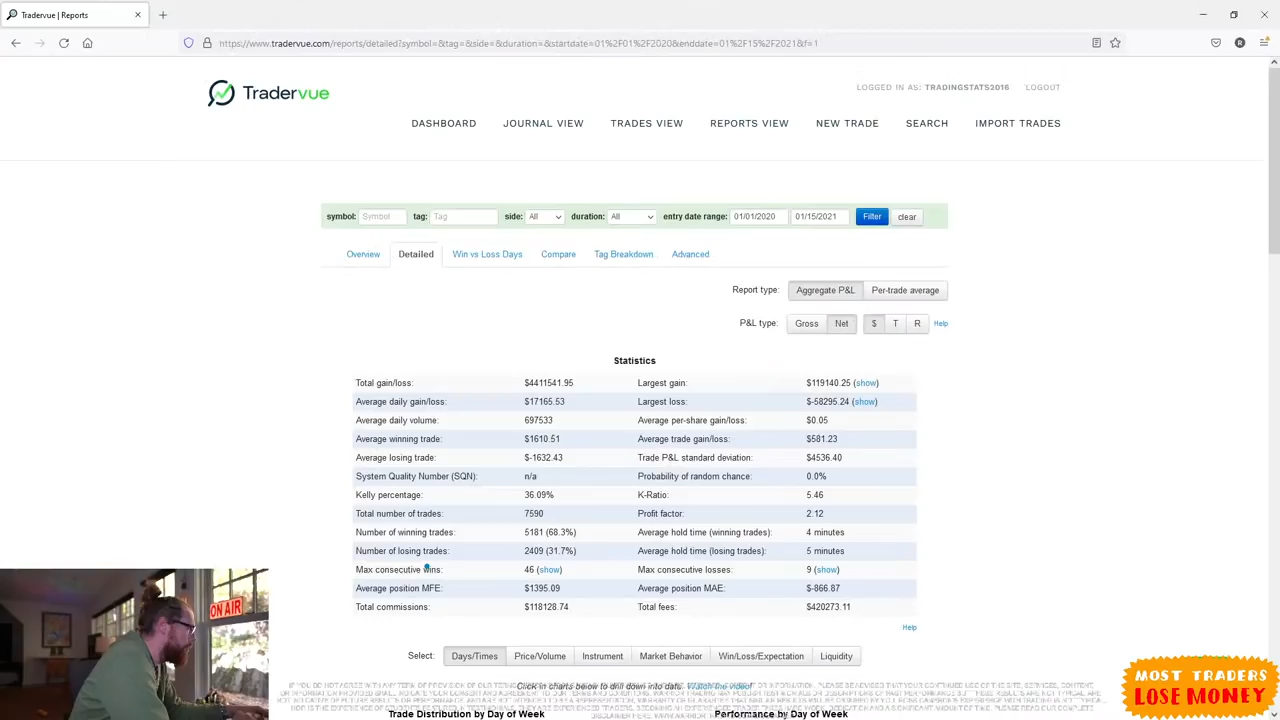 Tradervue | Reports
https://www.tradervue.com/reports/detailed?symbol=&tag=&side=&duration=&startdate=01%2F01%2F2020&enddate=01%2F15%2F2021&f=1
Tradervue
LOGGED IN AS: TRADINGSTATS2016 LOGOUT
DASHBOARD JOURNAL VIEW TRADES VIEW REPORTS VIEW NEW TRADE SEARCH IMPORT TRADES
symbol: Symbol tag: Tag side: All duration: All entry date range: 01/01/2020 01/15/2021 Filter clear
Overview Detailed Win vs Loss Days Compare Tag Breakdown Advanced
Report type: Aggregate P&L Per-trade average
P&L type: Gross Net $ T R Help
Statistics
Total gain/loss: $4411541.95 Largest gain: $119140.25 (show)
Average daily gain/loss: $17165.53 Largest loss: $-58295.24 (show)
Average daily volume: 697533 Average per-share gain/loss: $0.05
Average winning trade: $1610.51 Average trade gain/loss: $581.23
Average losing trade: $-1632.43 Trade P&L standard deviation: $4536.40
System Quality Number (SQN): n/a Probability of random chance: 0.0%
Kelly percentage: 36.09% K-Ratio: 5.46
Total number of trades: 7590 Profit factor: 2.12
Number of winning trades: 5181 (68.3%) Average hold time (winning trades): 4 minutes
Number of losing trades: 2409 (31.7%) Average hold time (losing trades): 5 minutes
Max consecutive wins: 46 (show) Max consecutive losses: 9 (show)
Average position MFE: $1395.09 Average position MAE: $-866.87
Total commissions: $118128.74 Total fees: $420273.11
Help
Select: Days/Times Price/Volume Instrument Market Behavior Win/Loss/Expectation Liquidity
Click in charts below to drill down into data. Watch the video!
Trade Distribution by Day of Week Performance by Day of Week
ON AIR
MOST TRADERS
LOSE MONEY